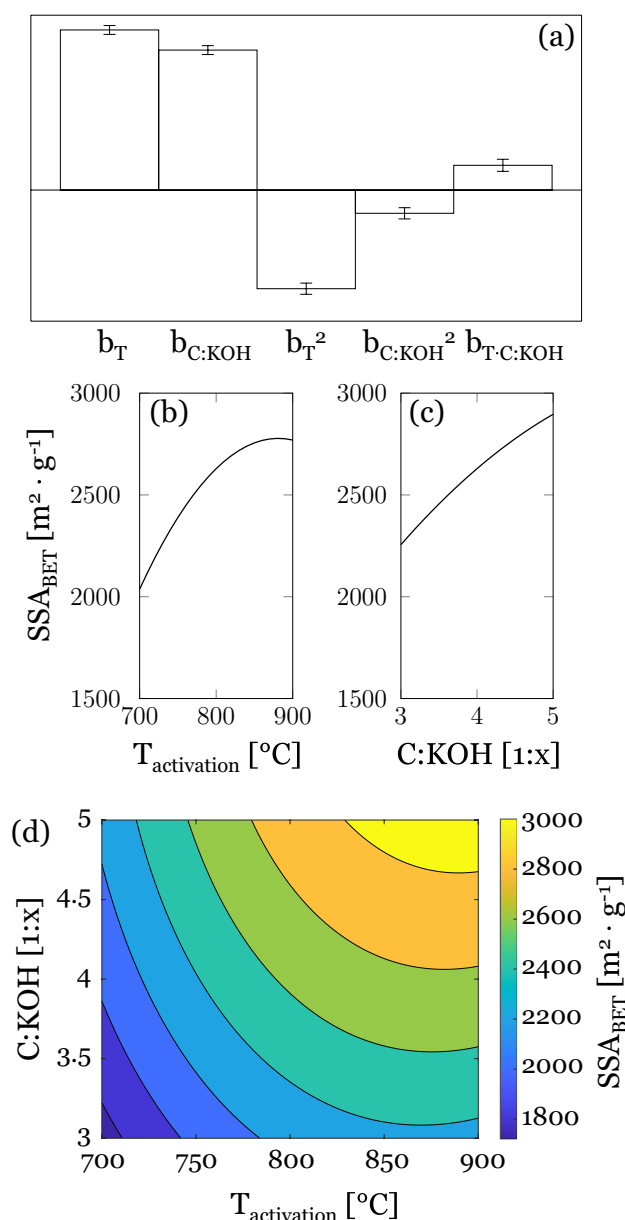 (a)
b_T b_C:KOH b_T² b_C:KOH² b_T·C:KOH
(b)
3000
2500
2000
1500
700 800 900
T_activation [°C]
SSA_BET [m² · g⁻¹]
(c)
3000
2500
2000
1500
3 4 5
C:KOH [1:x]
(d)
5
4.5
4
3.5
3
700 750 800 850 900
T_activation [°C]
C:KOH [1:x]
3000
2800
2600
2400
2200
2000
1800
SSA_BET [m² · g⁻¹]